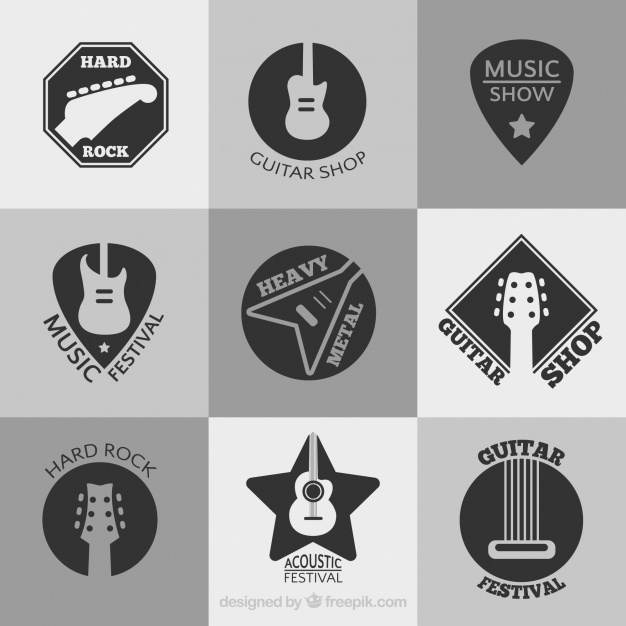 HARD
ROCK
GUITAR SHOP
MUSIC
SHOW
MUSIC FESTIVAL
HEAVY
METAL
GUITAR SHOP
HARD ROCK
ACOUSTIC
FESTIVAL
GUITAR
FESTIVAL
designed by freepik.com